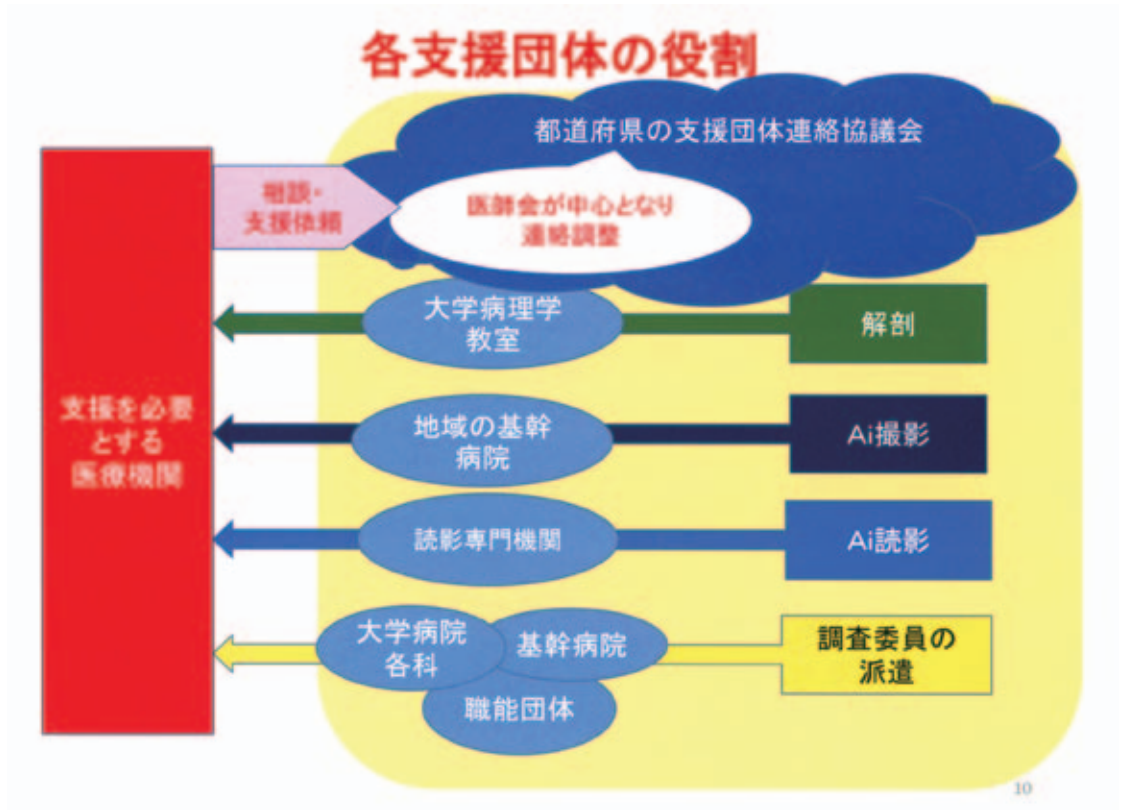 各支援団体の役割
都道府県の支援団体連絡協議会
相談・
支援依頼
医師会が中心となり
連絡調整
大学病理学
教室
解剖
支援を必要
とする
医療機関
地域の基幹
病院
Ai撮影
読影専門機関
Ai読影
大学病院
各科
基幹病院
職能団体
調査委員の
派遣
10